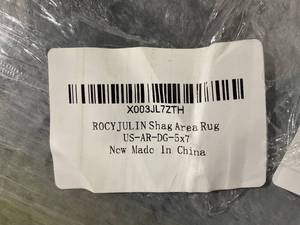 X003JL7ZTH
ROCYJULIN Shag Area Rug
US-AR-DG-5x7
New Made In China